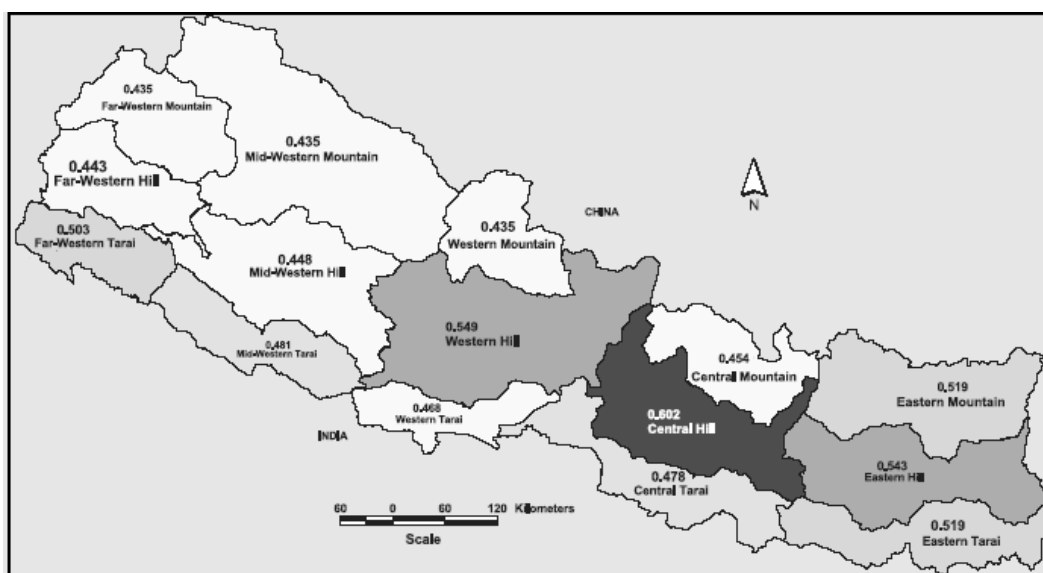 0.435
Far-Western Mountain
0.435
Mid-Western Mountain
0.443
Far-Western Hill
0.503
Far-Western Tarai
0.448
Mid-Western Hill
0.435
Western Mountain
CHINA
N
0.481
Mid-Western Tarai
0.549
Western Hill
0.468
Western Tarai
INDIA
0.454
Central Mountain
0.602
Central Hill
0.478
Central Tarai
0.519
Eastern Mountain
0.543
Eastern Hill
0.519
Eastern Tarai
60 0 60 120 Kilometers
Scale